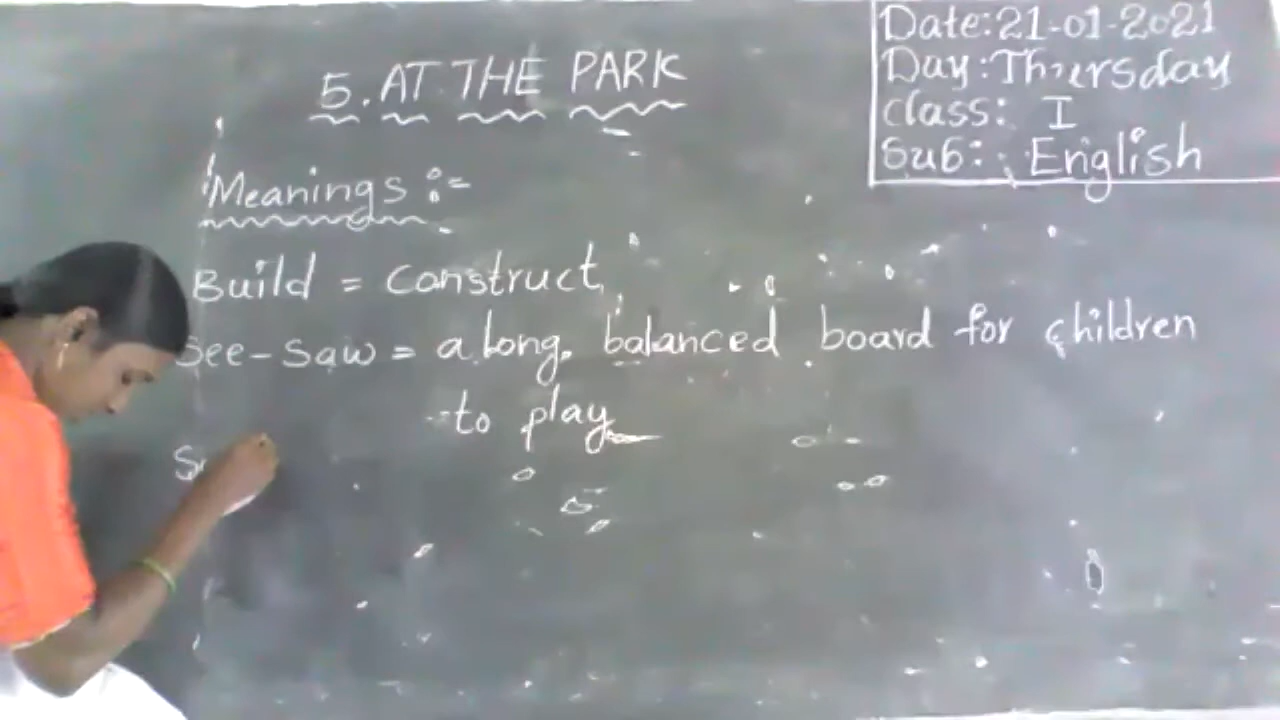 5. AT THE PARK
Date: 21-01-2021
Day: Thursday
Class: I
Sub: English
Meanings :=
Build = Construct
See-Saw = a long balanced board for children
to play